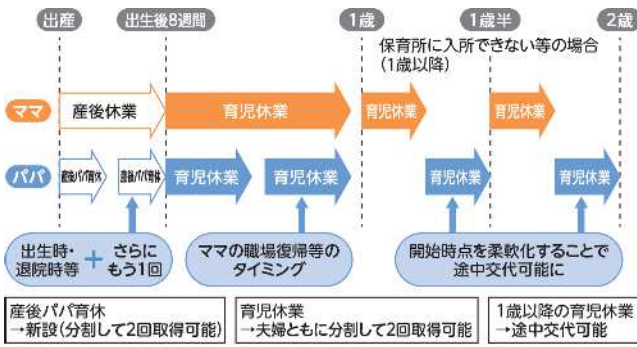 出産
出生後8週間
1歳
1歳半
2歳
保育所に入所できない等の場合
(1歳以降)
ママ
産後休業
育児休業
育児休業
育児休業
パパ
産後パパ育休
産後パパ育休
育児休業
育児休業
育児休業
育児休業
出生時・
退院時等
+
さらに
もう1回
ママの職場復帰等の
タイミング
開始時点を柔軟化することで
途中交代可能に
産後パパ育休
→新設(分割して2回取得可能)
育児休業
→夫婦ともに分割して2回取得可能
1歳以降の育児休業
→途中交代可能